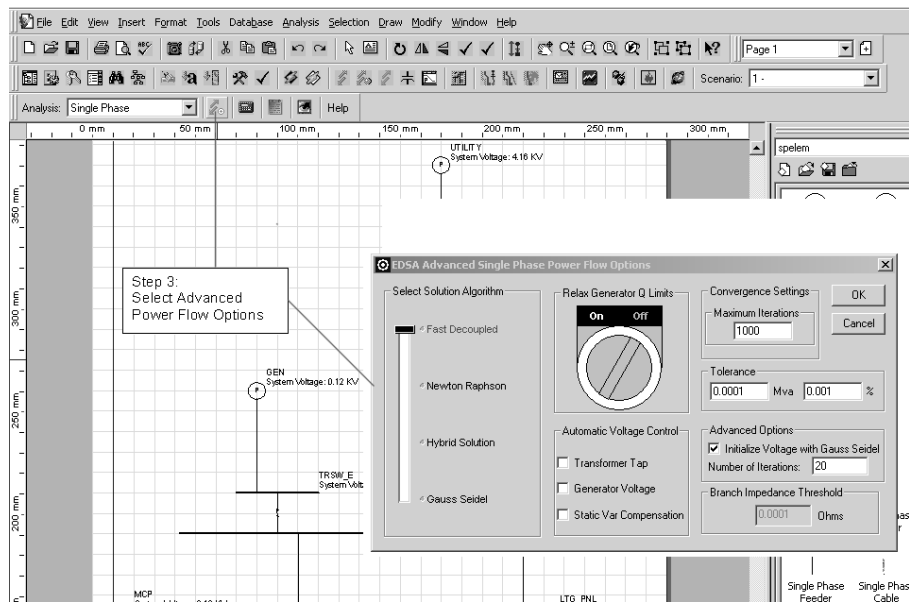 File Edit View Insert Format Tools Database Analysis Selection Draw Modify Window Help
Page 1
Scenario: 1 -
Analysis: Single Phase
Help
0 mm 50 mm 100 mm 150 mm 200 mm 250 mm 300 mm
UTILITY
System Voltage: 4.16 KV
P
spelem
350 mm
Step 3:
Select Advanced
Power Flow Options
300 mm
EDSA Advanced Single Phase Power Flow Options
Select Solution Algorithm
Fast Decoupled
Newton Raphson
Hybrid Solution
Gauss Seidel
Relax Generator Q Limits
On Off
Automatic Voltage Control
Transformer Tap
Generator Voltage
Static Var Compensation
Convergence Settings
Maximum Iterations
1000
OK
Cancel
Tolerance
0.0001 Mva 0.001 %
Advanced Options
Initialize Voltage with Gauss Seidel
Number of Iterations: 20
Branch Impedance Threshold
0.0001 Ohms
GEN
System Voltage: 0.12 KV
P
250 mm
TRSW_E
System Volt
200 mm
MCP
LTG PNL
Single Phase
Feeder
Single Phas
Cable